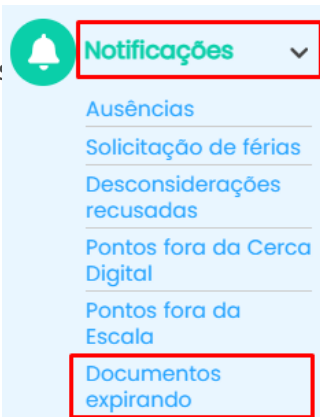 Notificações
Ausências
Solicitação de férias
Desconsiderações
recusadas
Pontos fora da Cerca
Digital
Pontos fora da
Escala
Documentos
expirando